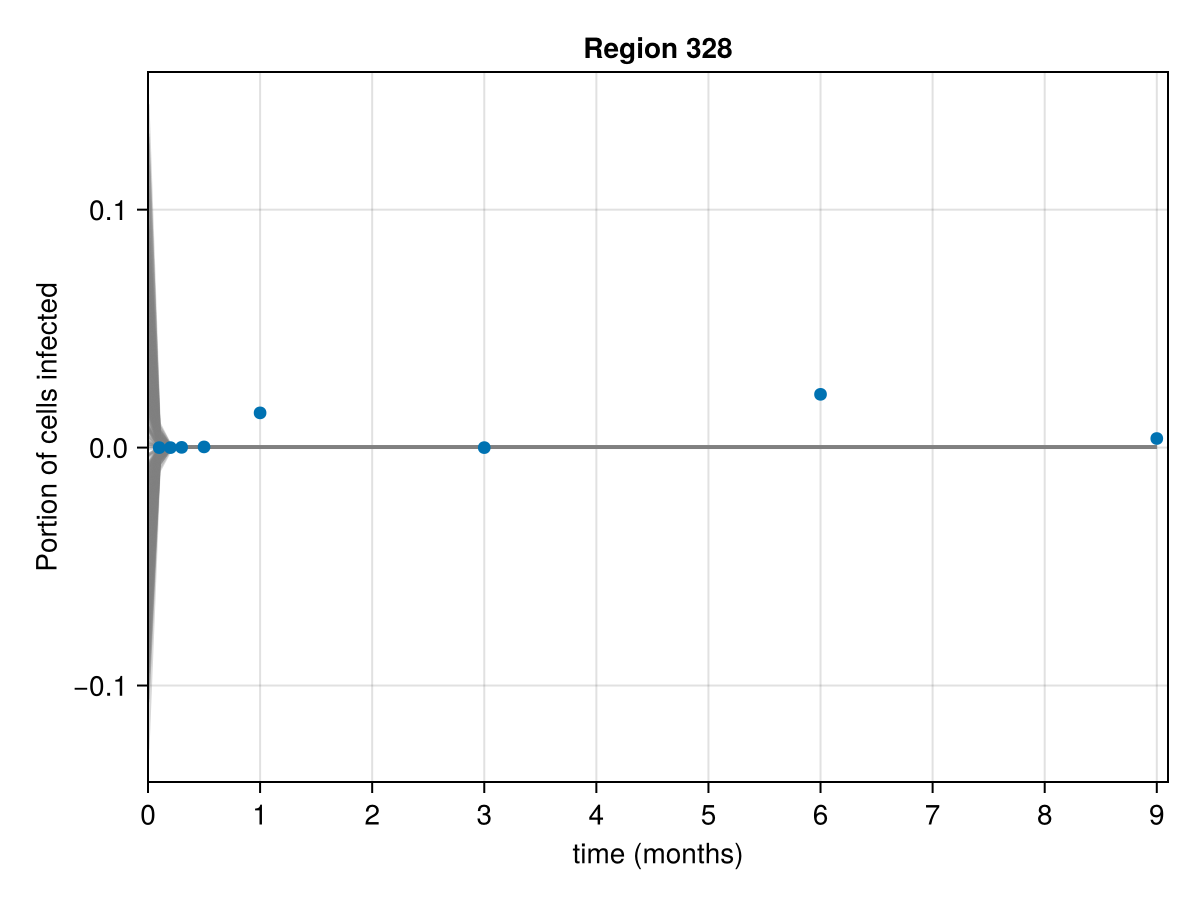 Region 328
Portion of cells infected
0.1
0.0
−0.1
0 1 2 3 4 5 6 7 8 9
time (months)